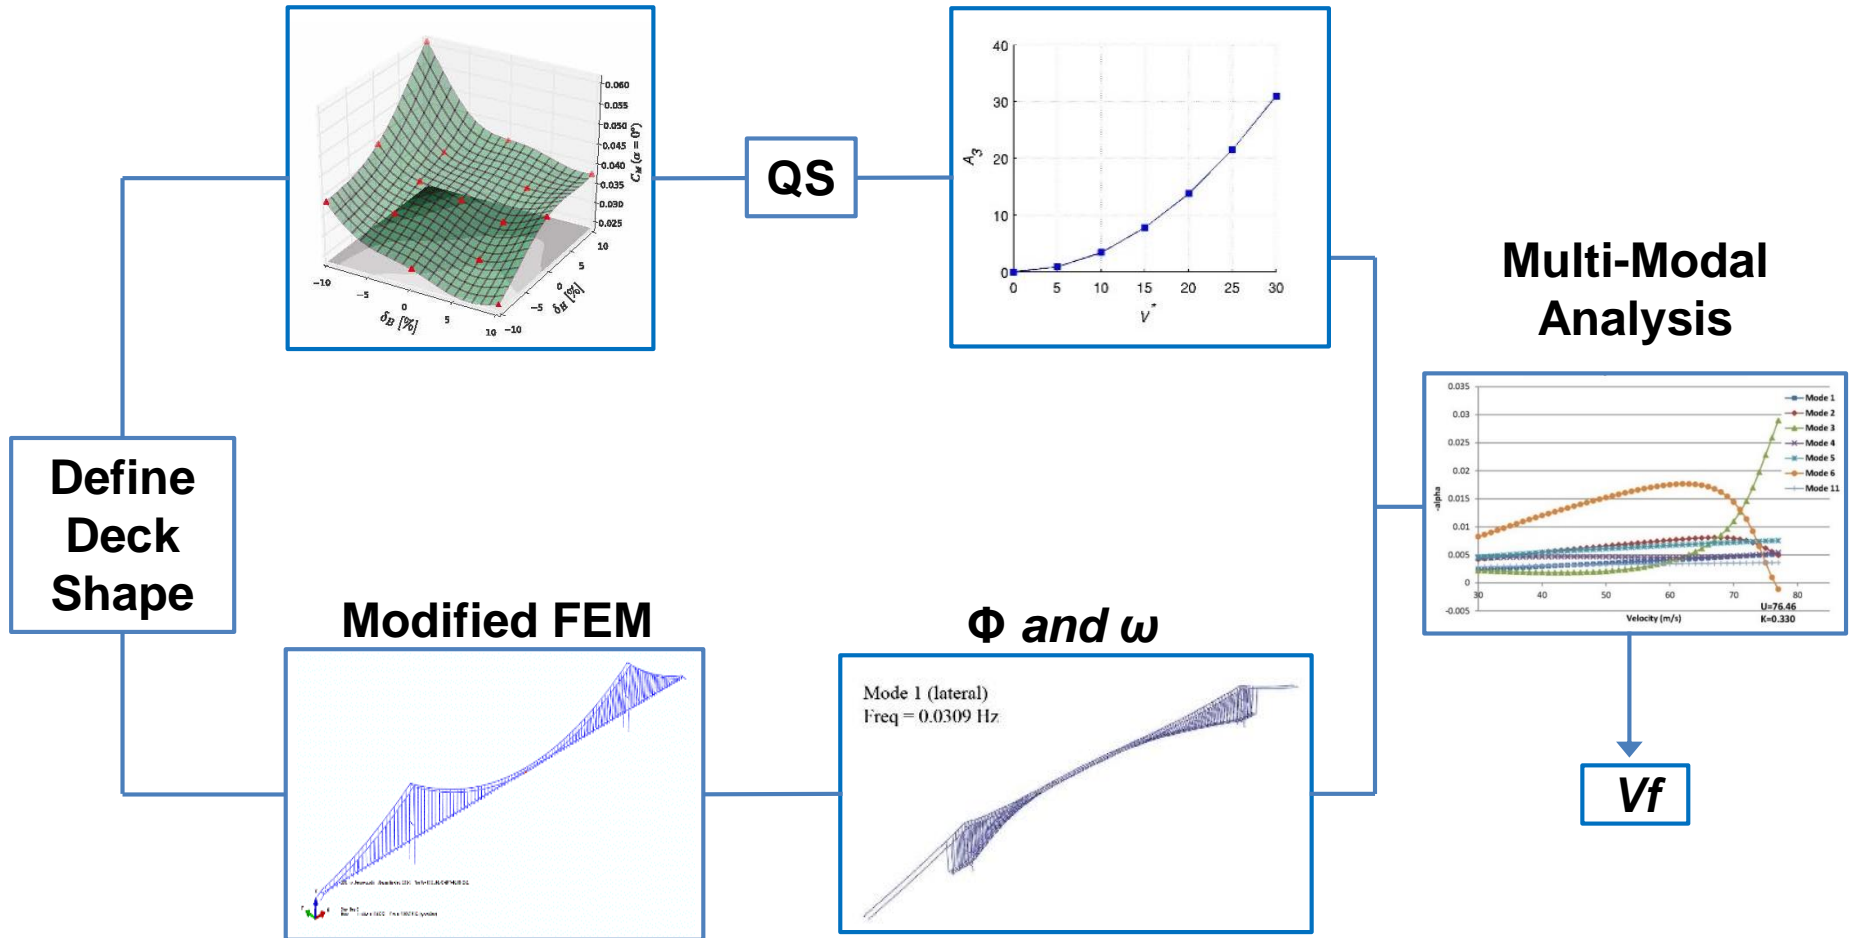 0.060
0.055
0.050
0.045
0.040
0.035
0.030
0.025
C_M (α = 0°)
−10
−5
0
5
10
δ_B [%]
−10
−5
0
5
10
δ_H [%]
QS
40
30
20
10
0
A3
0 5 10 15 20 25 30
V*
Multi-Modal
Analysis
0.035
0.03
0.025
0.02
0.015
0.01
0.005
0
-0.005
-alpha
30 40 50 60 70 80
Velocity (m/s)
Mode 1
Mode 2
Mode 3
Mode 4
Mode 5
Mode 6
Mode 11
U=76.46
K=0.330
Define
Deck
Shape
Modified FEM
Φ and ω
Mode 1 (lateral)
Freq = 0.0309 Hz
Vf